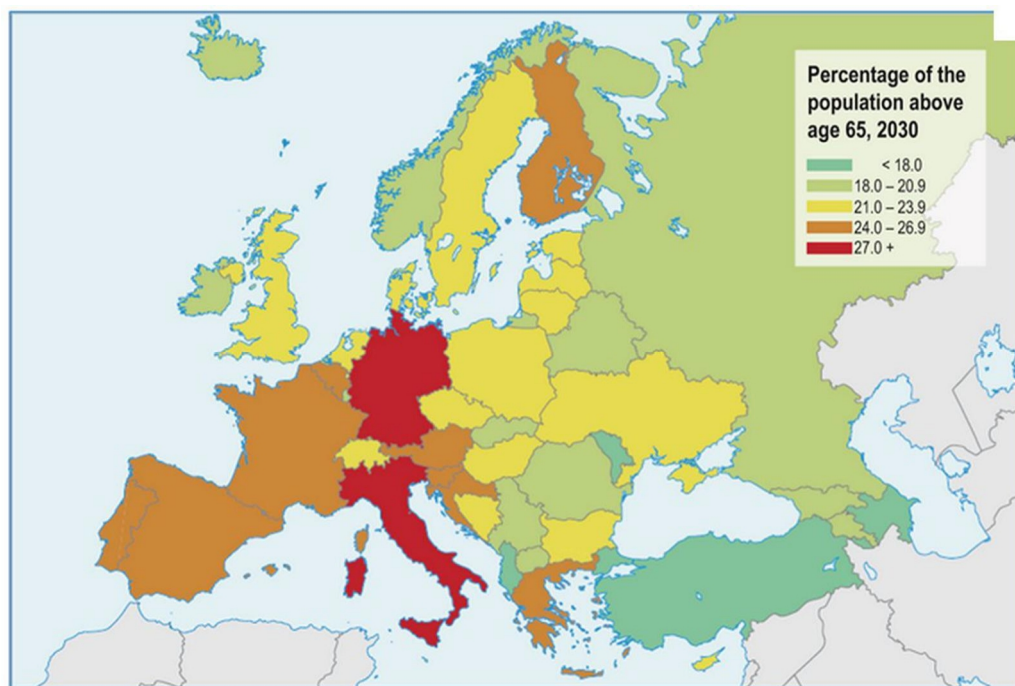 Percentage of the
population above
age 65, 2030
< 18.0
18.0 – 20.9
21.0 – 23.9
24.0 – 26.9
27.0 +